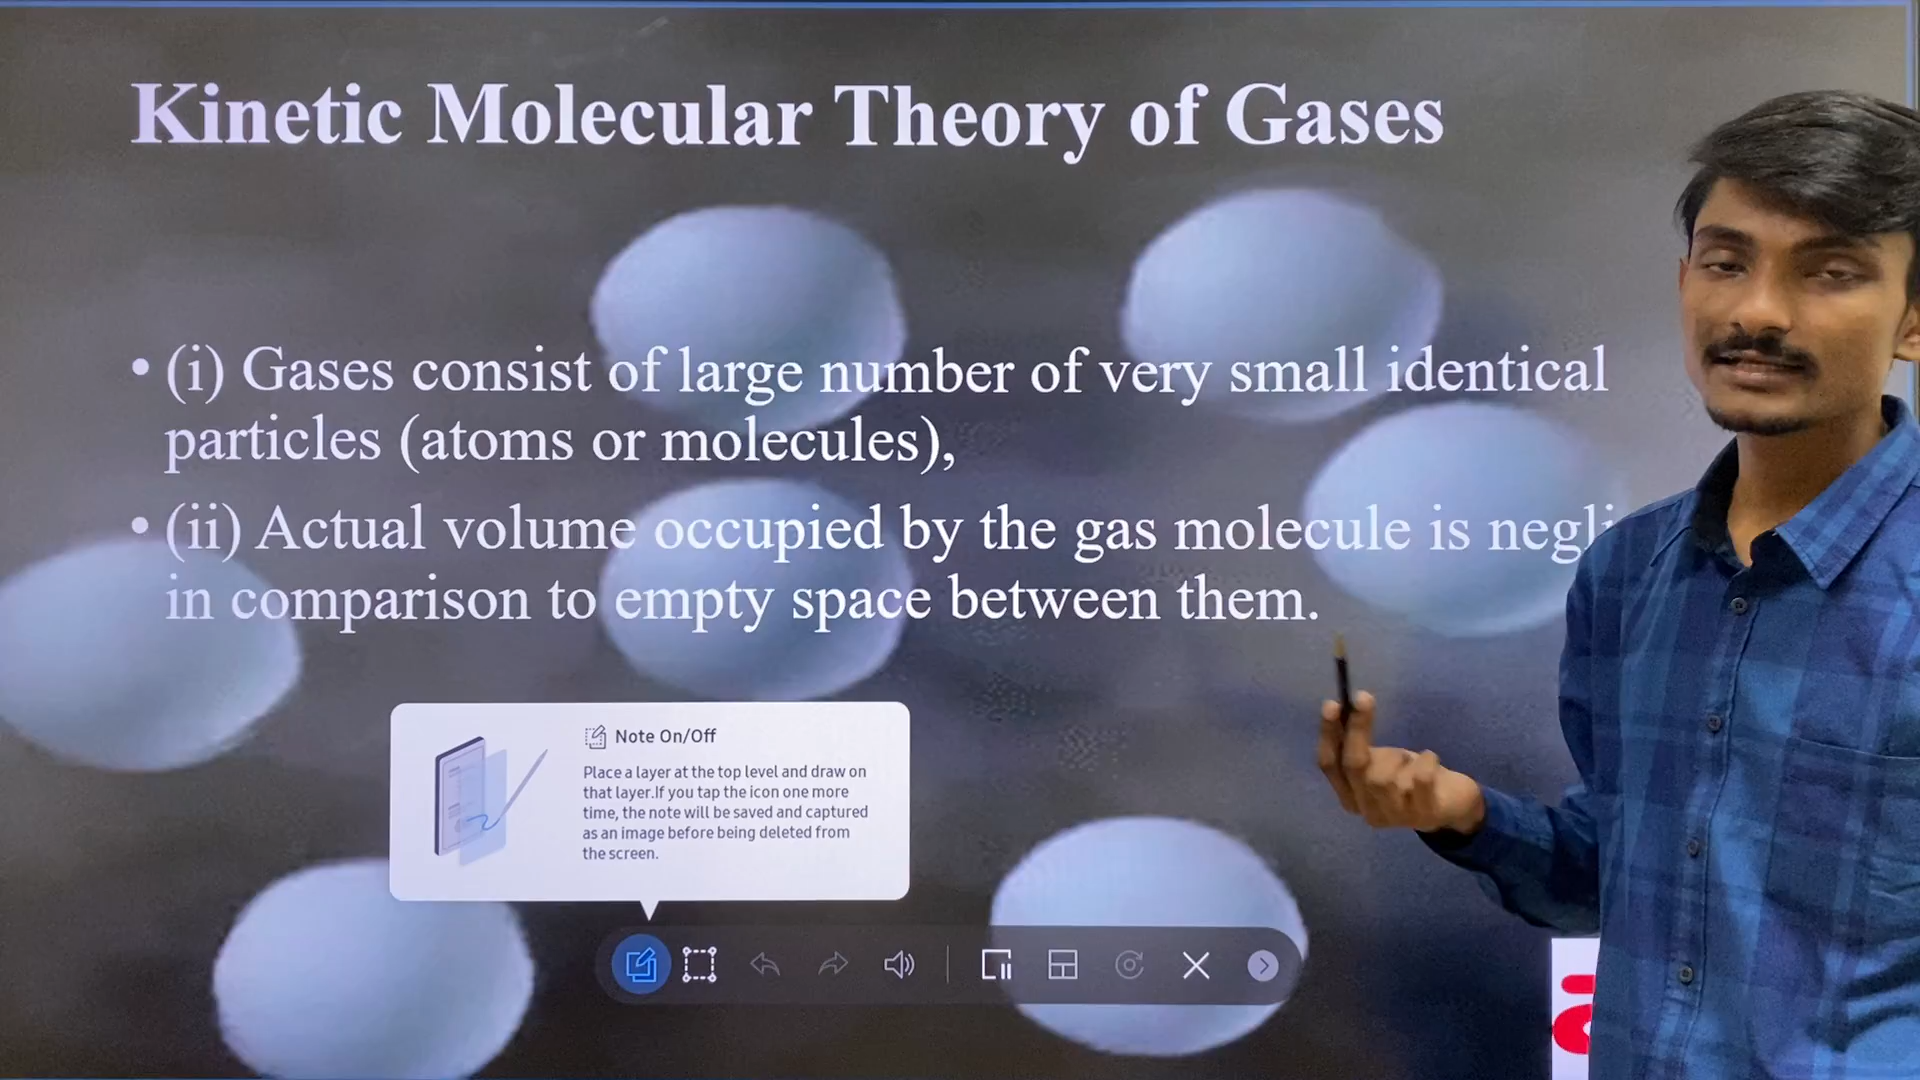 Kinetic Molecular Theory of Gases
• (i) Gases consist of large number of very small identical
particles (atoms or molecules),
• (ii) Actual volume occupied by the gas molecule is negli
in comparison to empty space between them.
Note On/Off
Place a layer at the top level and draw on
that layer.If you tap the icon one more
time, the note will be saved and captured
as an image before being deleted from
the screen.